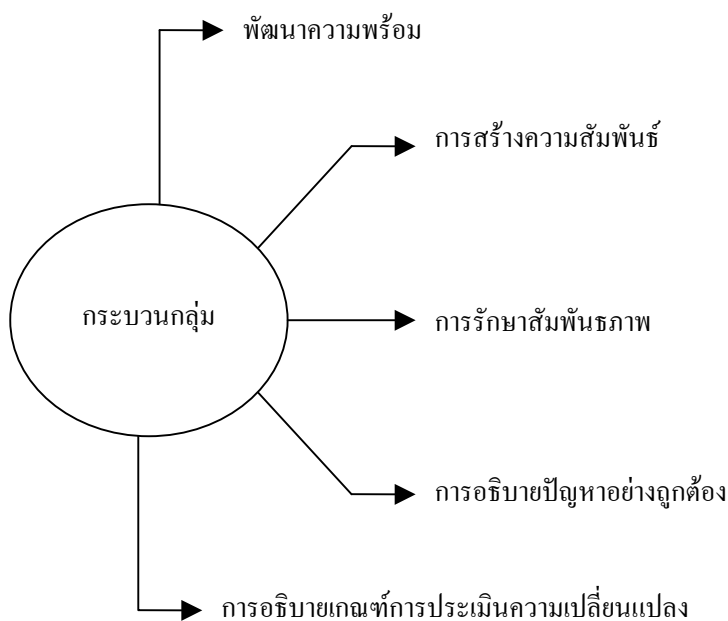 พัฒนาความพร้อม
การสร้างความสัมพันธ์
กระบวนกลุ่ม
การรักษาสัมพันธภาพ
การอธิบายปัญหาอย่างถูกต้อง
การอธิบายเกณฑ์การประเมินความเปลี่ยนแปลง